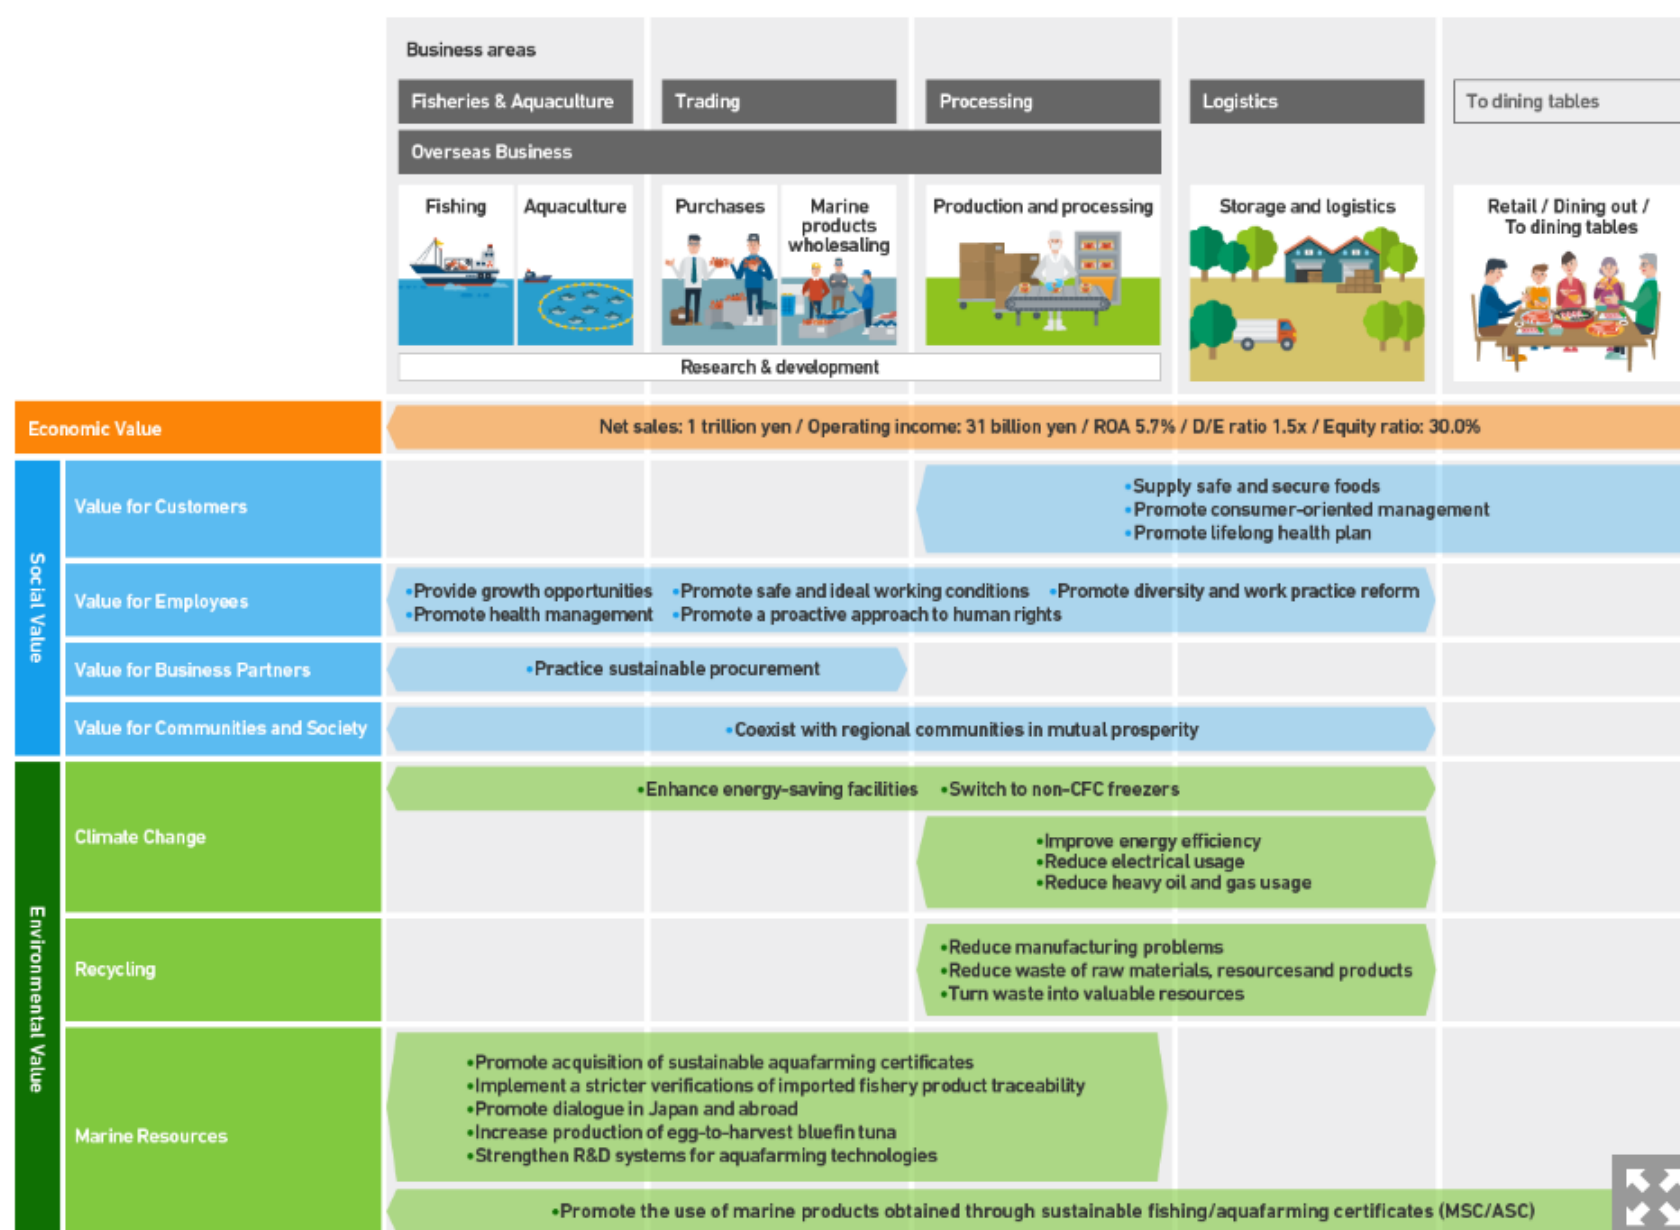 Business areas
Fisheries & Aquaculture
Trading
Processing
Logistics
To dining tables
Overseas Business
Fishing
Aquaculture
Purchases
Marine
products
wholesaling
Production and processing
Storage and logistics
Retail / Dining out /
To dining tables
Research & development
Economic Value
Net sales: 1 trillion yen / Operating income: 31 billion yen / ROA 5.7% / D/E ratio 1.5x / Equity ratio: 30.0%
Social Value
Value for Customers
•Supply safe and secure foods
•Promote consumer-oriented management
•Promote lifelong health plan
Value for Employees
•Provide growth opportunities •Promote safe and ideal working conditions •Promote diversity and work practice reform
•Promote health management •Promote a proactive approach to human rights
Value for Business Partners
•Practice sustainable procurement
Value for Communities and Society
•Coexist with regional communities in mutual prosperity
Environmental Value
Climate Change
•Enhance energy-saving facilities •Switch to non-CFC freezers
•Improve energy efficiency
•Reduce electrical usage
•Reduce heavy oil and gas usage
Recycling
•Reduce manufacturing problems
•Reduce waste of raw materials, resourcesand products
•Turn waste into valuable resources
Marine Resources
•Promote acquisition of sustainable aquafarming certificates
•Implement a stricter verifications of imported fishery product traceability
•Promote dialogue in Japan and abroad
•Increase production of egg-to-harvest bluefin tuna
•Strengthen R&D systems for aquafarming technologies
•Promote the use of marine products obtained through sustainable fishing/aquafarming certificates (MSC/ASC)